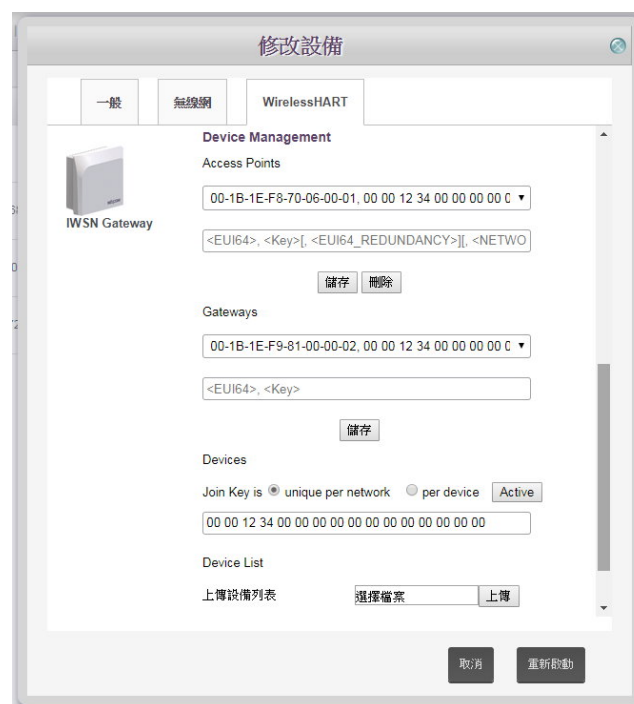 修改設備
一般 無線網 WirelessHART
Device Management
Access Points
00-1B-1E-F8-70-06-00-01, 00 00 12 34 00 00 00 00 0
IWSN Gateway
<EUI64>, <Key>[, <EUI64_REDUNDANCY>][, <NETWO
儲存 刪除
Gateways
00-1B-1E-F9-81-00-00-02, 00 00 12 34 00 00 00 00 0
<EUI64>, <Key>
儲存
Devices
Join Key is unique per network per device Active
00 00 12 34 00 00 00 00 00 00 00 00 00 00 00 00
Device List
上傳設備列表 選擇檔案 上傳
取消 重新啟動